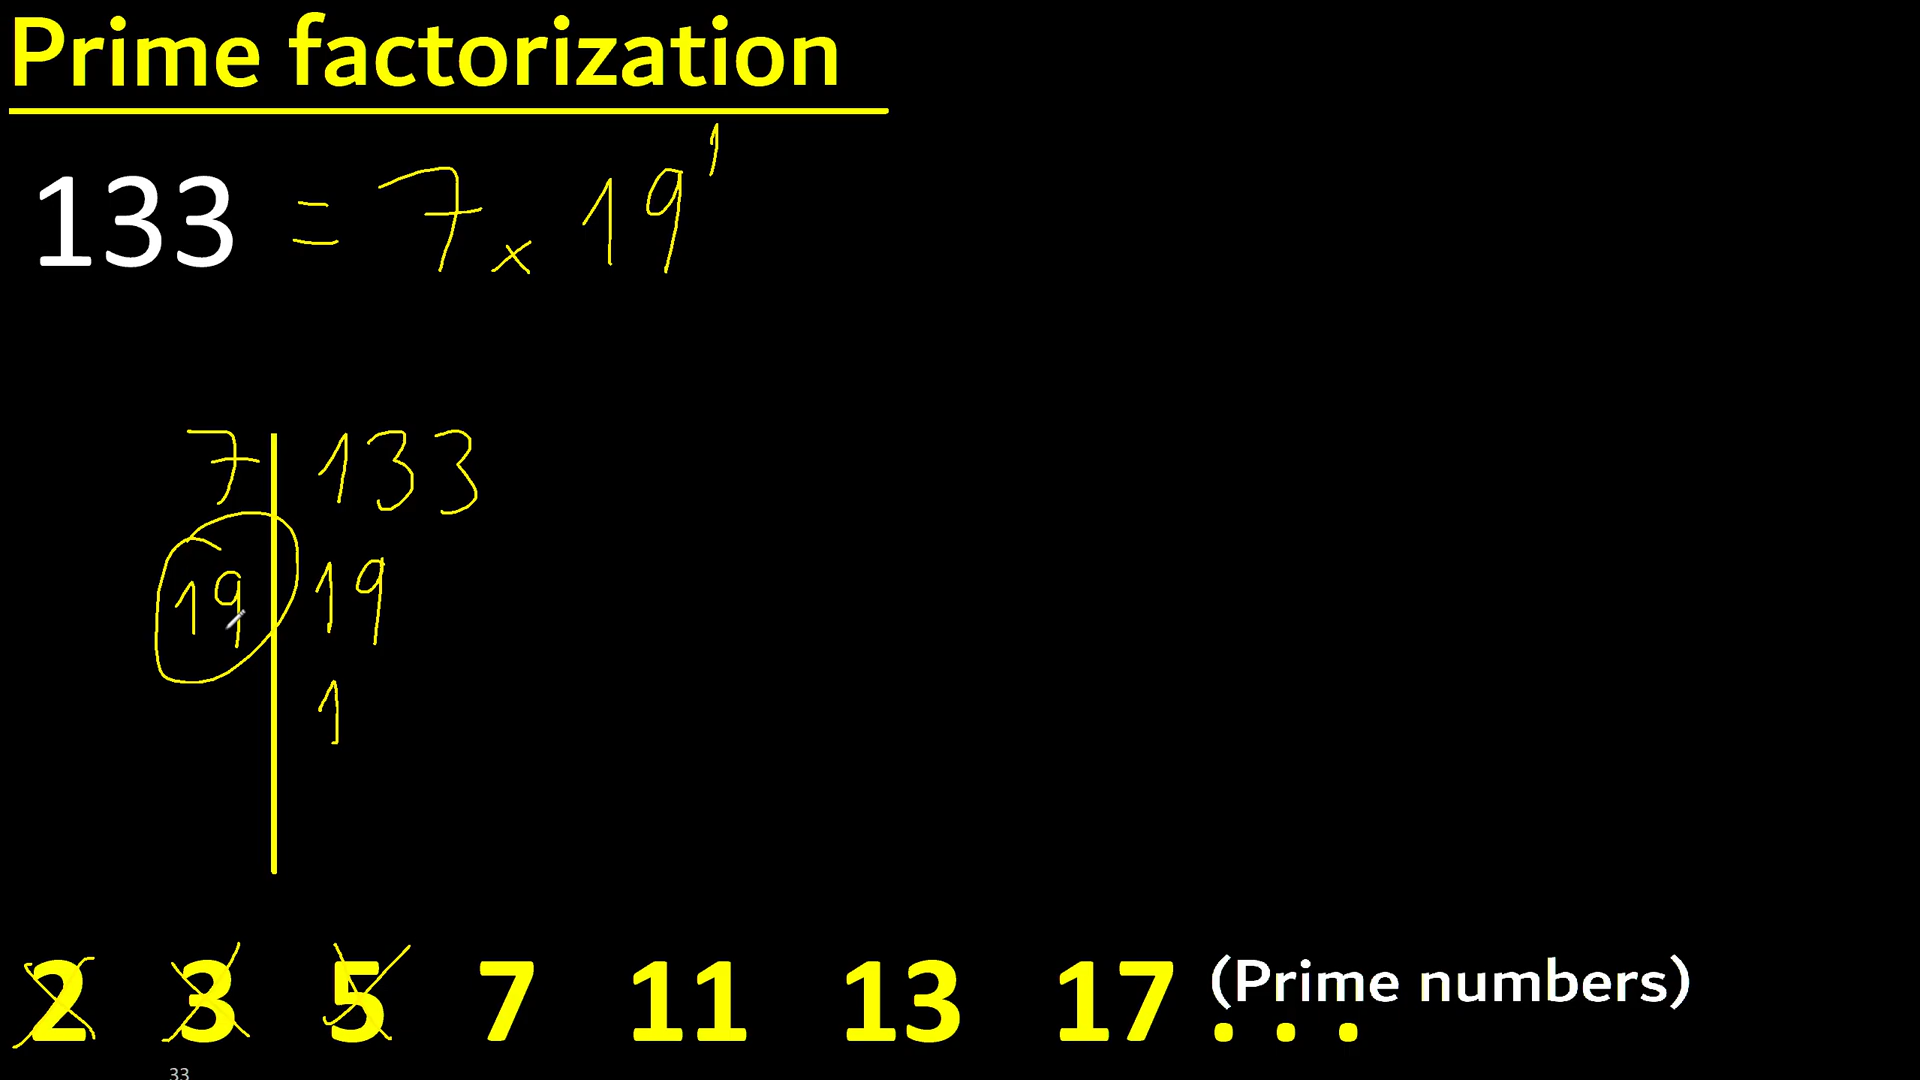 Prime factorization
133 = 7 x 19¹
7 | 133
19 | 19
1
2 3 5 7 11 13 17 (Prime numbers)
. . .
33